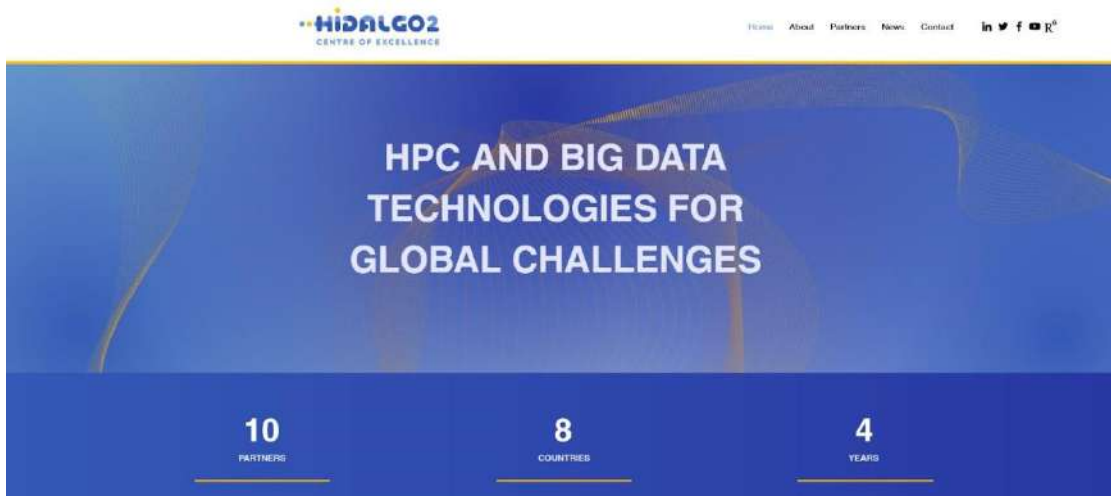 HiDALGO2
CENTRE OF EXCELLENCE
Home About Partners News Contact
HPC AND BIG DATA
TECHNOLOGIES FOR
GLOBAL CHALLENGES
10 8 4
PARTNERS COUNTRIES YEARS